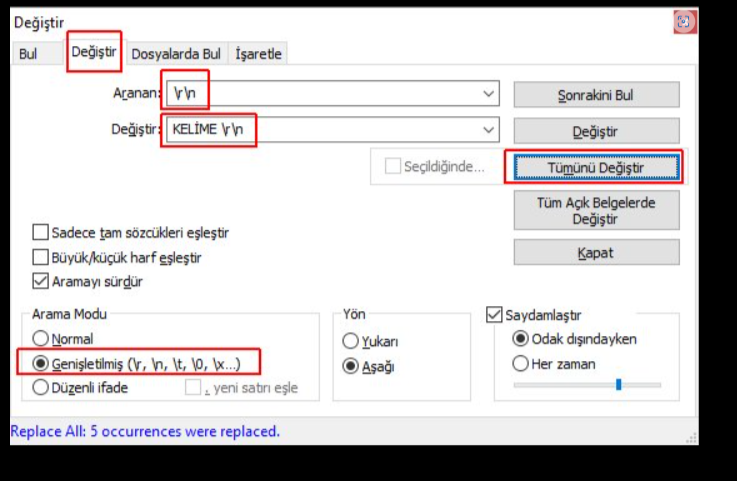 Değiştir
Bul Değiştir Dosyalarda Bul İşaretle
Aranan: \r\n
Sonrakini Bul
Değiştir: KELİME \r\n
Değiştir
Seçildiğinde...
Tümünü Değiştir
Tüm Açık Belgelerde
Değiştir
Sadece tam sözcükleri eşleştir
Büyük/küçük harf eşleştir
Kapat
Aramayı sürdür
Arama Modu
Yön
Saydamlaştır
Normal
Yukarı
Odak dışındayken
Genişletilmiş (\r, \n, \t, \0, \x...)
Aşağı
Her zaman
Düzenli ifade
. yeni satırı eşle
Replace All: 5 occurrences were replaced.